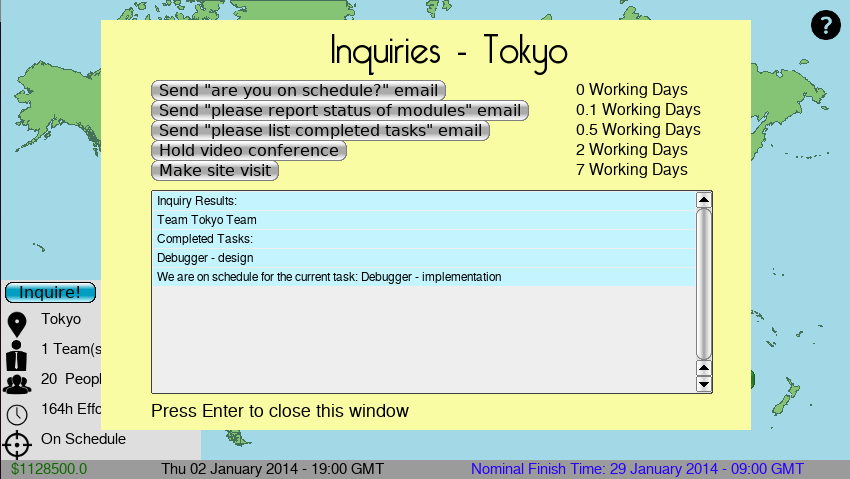 ?
Inquiries - Tokyo
Send "are you on schedule?" email 0 Working Days
Send "please report status of modules" email 0.1 Working Days
Send "please list completed tasks" email 0.5 Working Days
Hold video conference 2 Working Days
Make site visit 7 Working Days
Inquiry Results:
Team Tokyo Team
Completed Tasks:
Debugger - design
We are on schedule for the current task: Debugger - implementation
Press Enter to close this window
Inquire!
Tokyo
1 Team(s
20 Peopl
164h Effo
On Schedule
$1128500.0 Thu 02 January 2014 - 19:00 GMT Nominal Finish Time: 29 January 2014 - 09:00 GMT